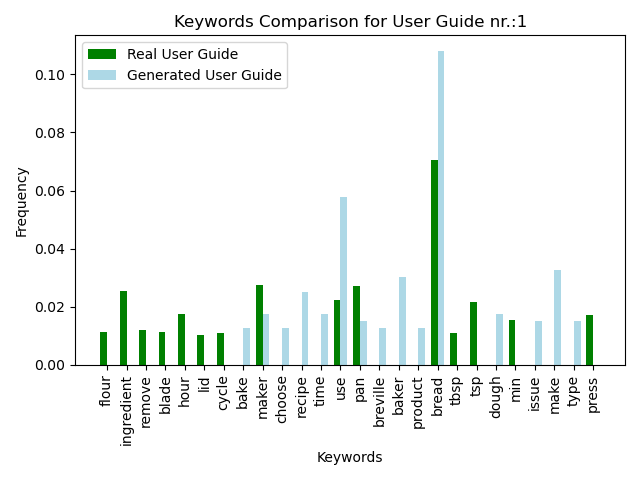 Keywords Comparison for User Guide nr.:1
Real User Guide
Generated User Guide
Frequency
0.10
0.08
0.06
0.04
0.02
0.00
flour
ingredient
remove
blade
hour
lid
cycle
bake
maker
choose
recipe
time
use
pan
breville
baker
product
bread
tbsp
tsp
dough
min
issue
make
type
press
Keywords